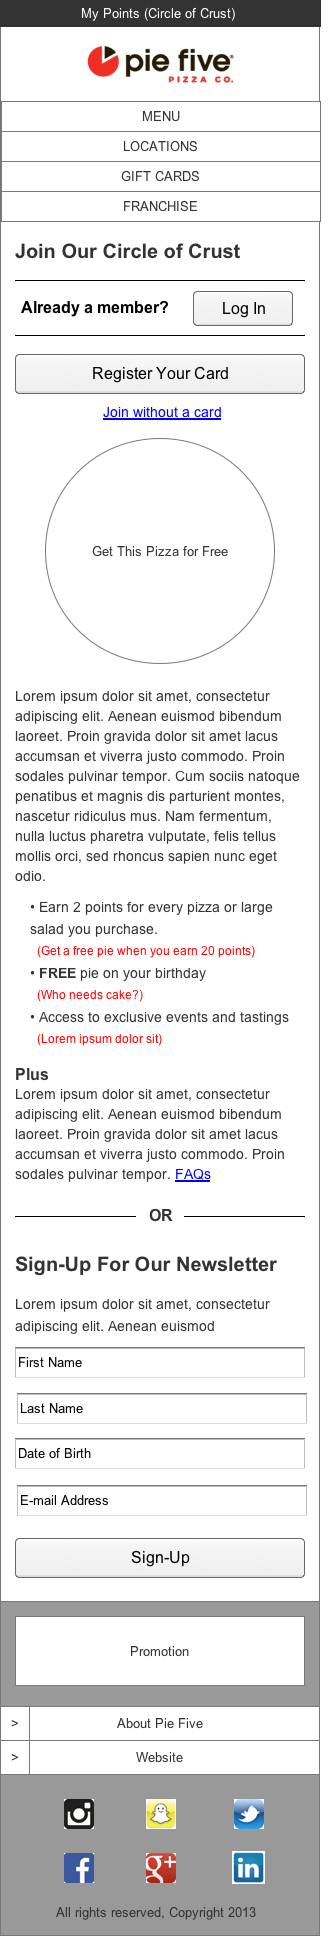 My Points (Circle of Crust)
pie five
PIZZA CO.
MENU
LOCATIONS
GIFT CARDS
FRANCHISE
Join Our Circle of Crust
Already a member?
Log In
Register Your Card
Join without a card
Get This Pizza for Free
Lorem ipsum dolor sit amet, consectetur
adipiscing elit. Aenean euismod bibendum
laoreet. Proin gravida dolor sit amet lacus
accumsan et viverra justo commodo. Proin
sodales pulvinar tempor. Cum sociis natoque
penatibus et magnis dis parturient montes,
nascetur ridiculus mus. Nam fermentum,
nulla luctus pharetra vulputate, felis tellus
mollis orci, sed rhoncus sapien nunc eget
odio.
• Earn 2 points for every pizza or large
salad you purchase.
(Get a free pie when you earn 20 points)
• FREE pie on your birthday
(Who needs cake?)
• Access to exclusive events and tastings
(Lorem ipsum dolor sit)
Plus
Lorem ipsum dolor sit amet, consectetur
adipiscing elit. Aenean euismod bibendum
laoreet. Proin gravida dolor sit amet lacus
accumsan et viverra justo commodo. Proin
sodales pulvinar tempor. FAQs
OR
Sign-Up For Our Newsletter
Lorem ipsum dolor sit amet, consectetur
adipiscing elit. Aenean euismod
First Name
Last Name
Date of Birth
E-mail Address
Sign-Up
Promotion
> About Pie Five
> Website
f g+ in
All rights reserved, Copyright 2013